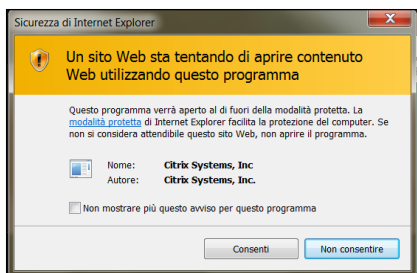 Sicurezza di Internet Explorer
Un sito Web sta tentando di aprire contenuto
Web utilizzando questo programma
Questo programma verrà aperto al di fuori della modalità protetta. La
modalità protetta di Internet Explorer facilita la protezione del computer. Se
non si considera attendibile questo sito Web, non aprire il programma.
Nome: Citrix Systems, Inc
Autore: Citrix Systems, Inc.
Non mostrare più questo avviso per questo programma
Consenti Non consentire